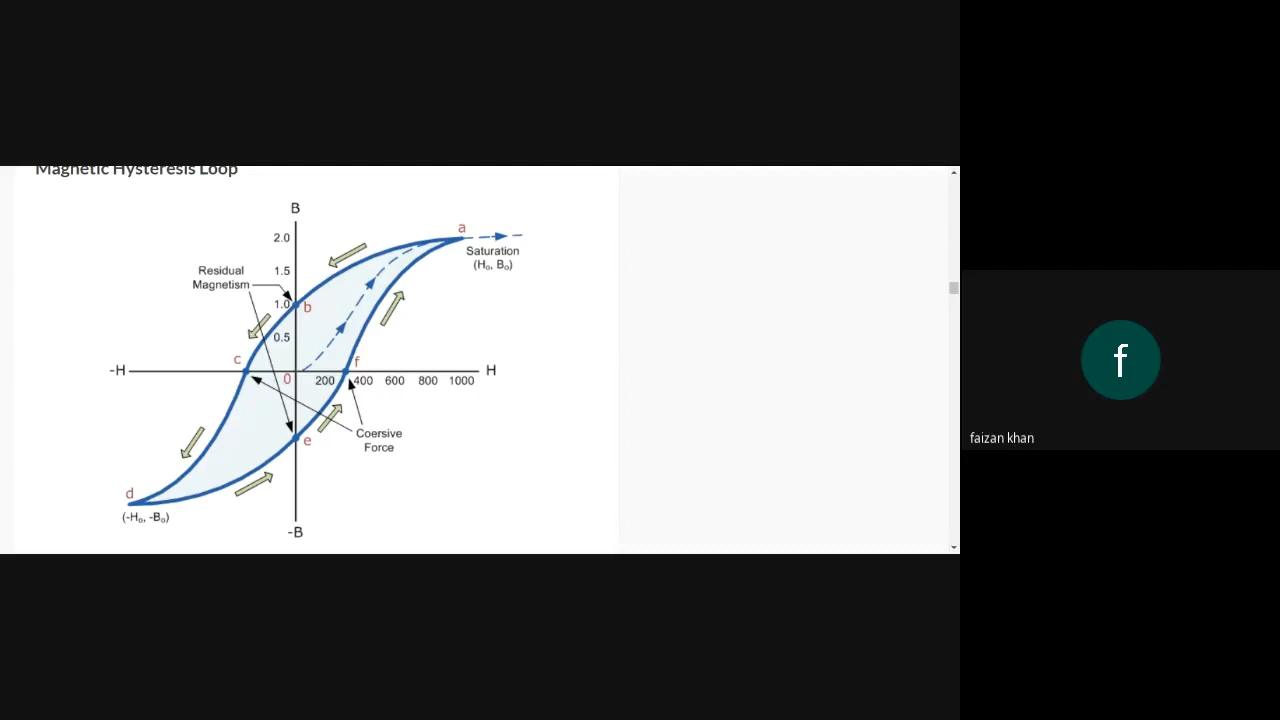 Magnetic Hysteresis Loop
B
2.0
a
Saturation
(H₀, B₀)
Residual
Magnetism
1.5
1.0
b
0.5
c
f
-H
H
0
200
400
600
800
1000
Coersive
Force
e
d
(-H₀, -B₀)
-B
f
faizan khan